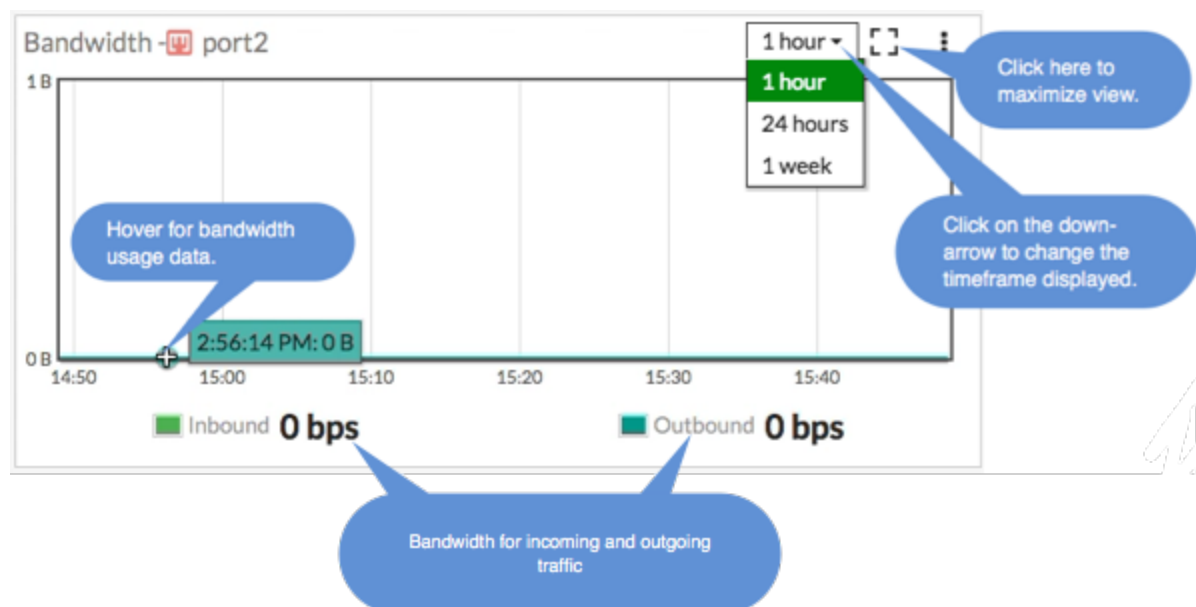 Bandwidth - port2
1 hour
1 hour
24 hours
1 week
Click here to
maximize view.
1 B
Hover for bandwidth
usage data.
Click on the down-
arrow to change the
timeframe displayed.
2:56:14 PM: 0 B
0 B
14:50 15:00 15:10 15:20 15:30 15:40
Inbound 0 bps Outbound 0 bps
Bandwidth for incoming and outgoing
traffic